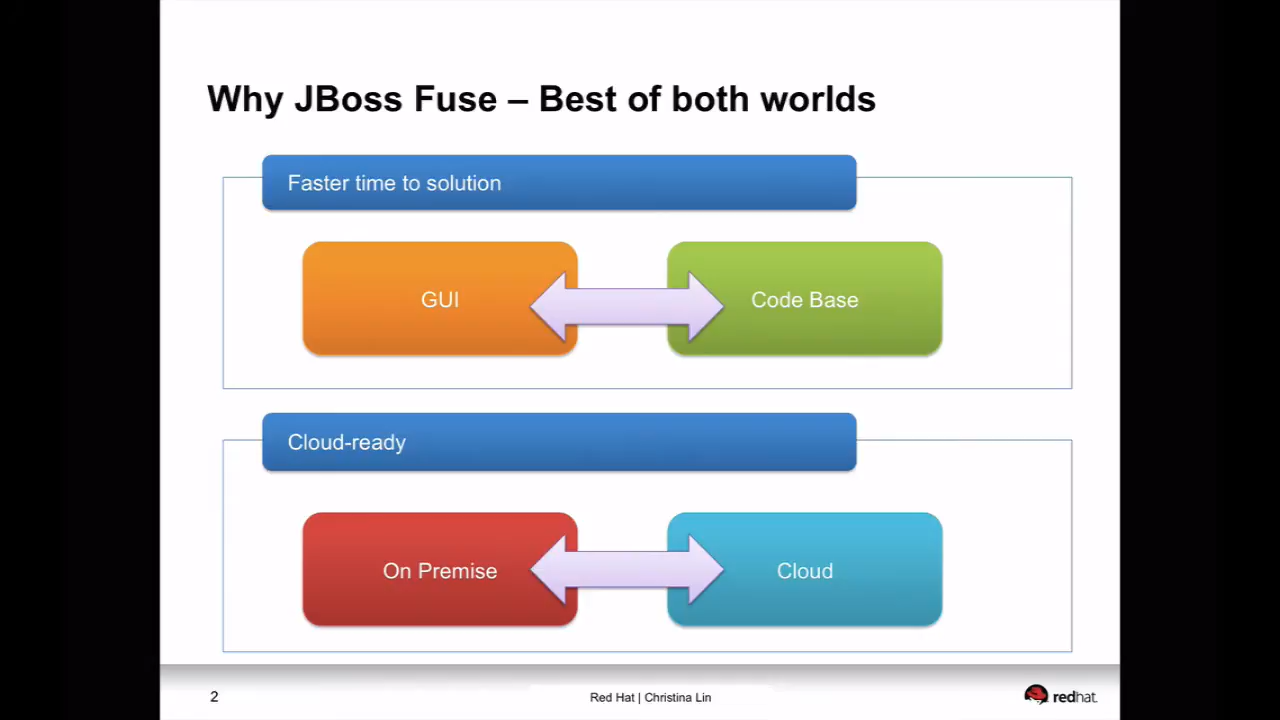 Why JBoss Fuse – Best of both worlds
Faster time to solution
GUI
Code Base
Cloud-ready
On Premise
Cloud
2
Red Hat | Christina Lin
redhat.